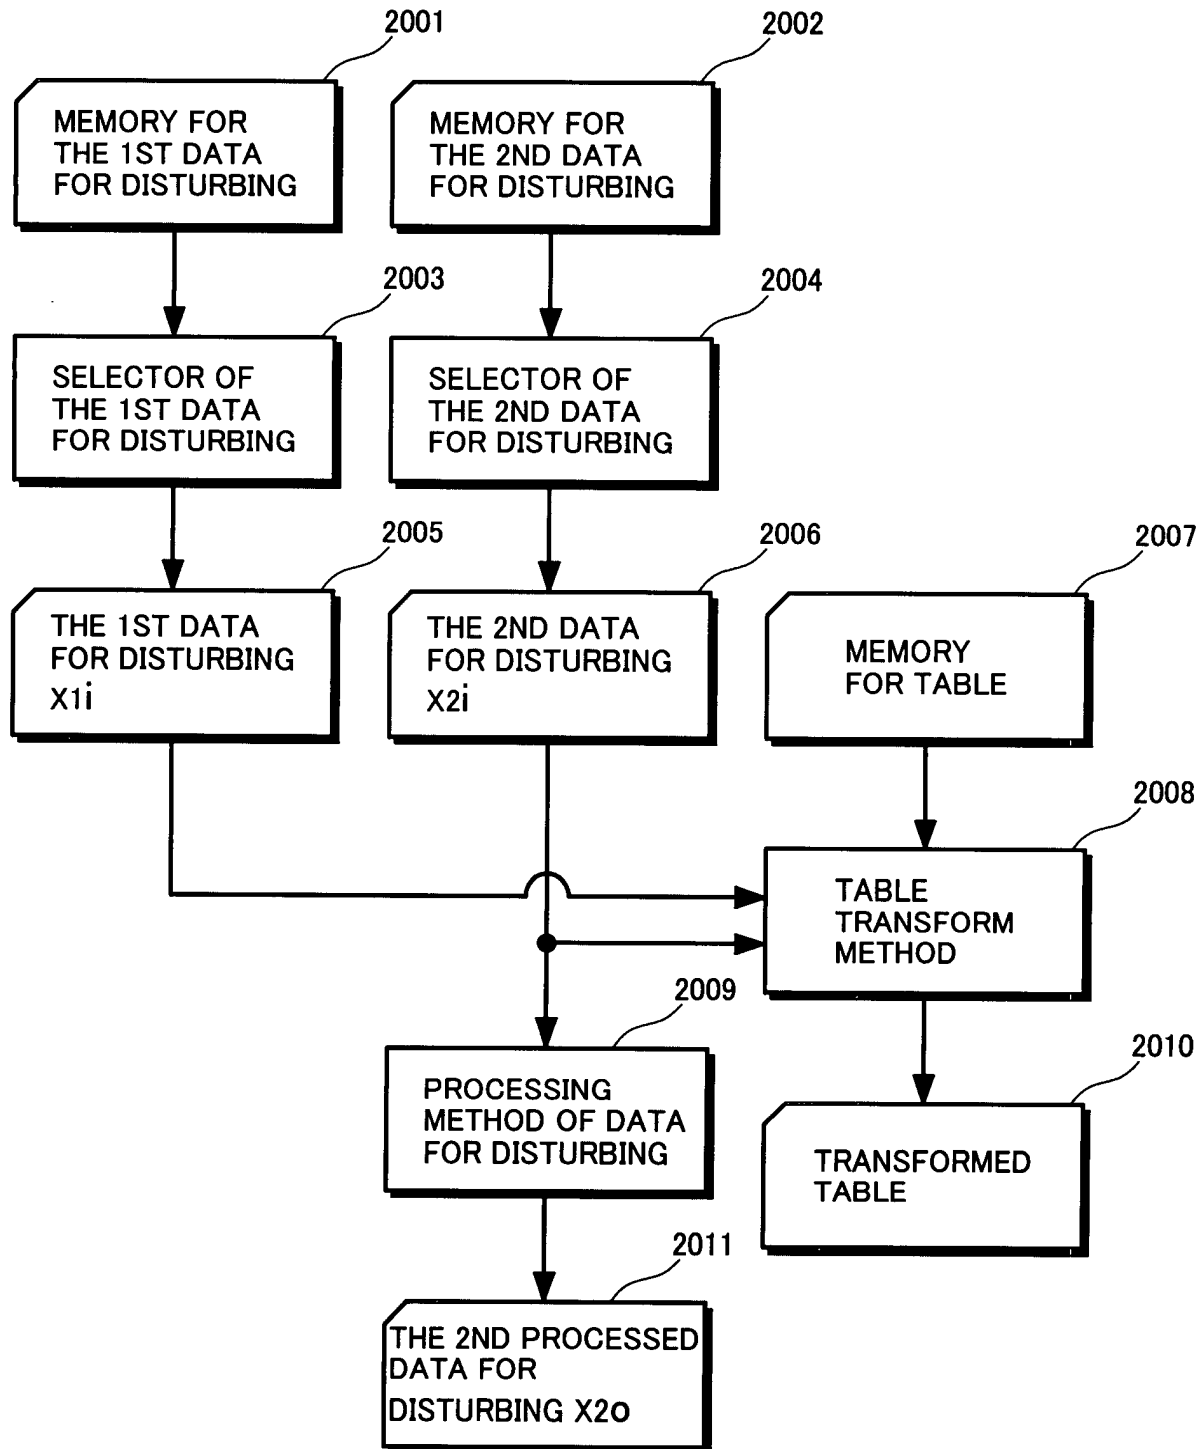 2001
2002
MEMORY FOR
THE 1ST DATA
FOR DISTURBING
MEMORY FOR
THE 2ND DATA
FOR DISTURBING
2003
2004
SELECTOR OF
THE 1ST DATA
FOR DISTURBING
SELECTOR OF
THE 2ND DATA
FOR DISTURBING
2005
2006
2007
THE 1ST DATA
FOR DISTURBING
X1i
THE 2ND DATA
FOR DISTURBING
X2i
MEMORY
FOR TABLE
2008
TABLE
TRANSFORM
METHOD
2009
2010
PROCESSING
METHOD OF DATA
FOR DISTURBING
TRANSFORMED
TABLE
2011
THE 2ND PROCESSED
DATA FOR
DISTURBING X2o